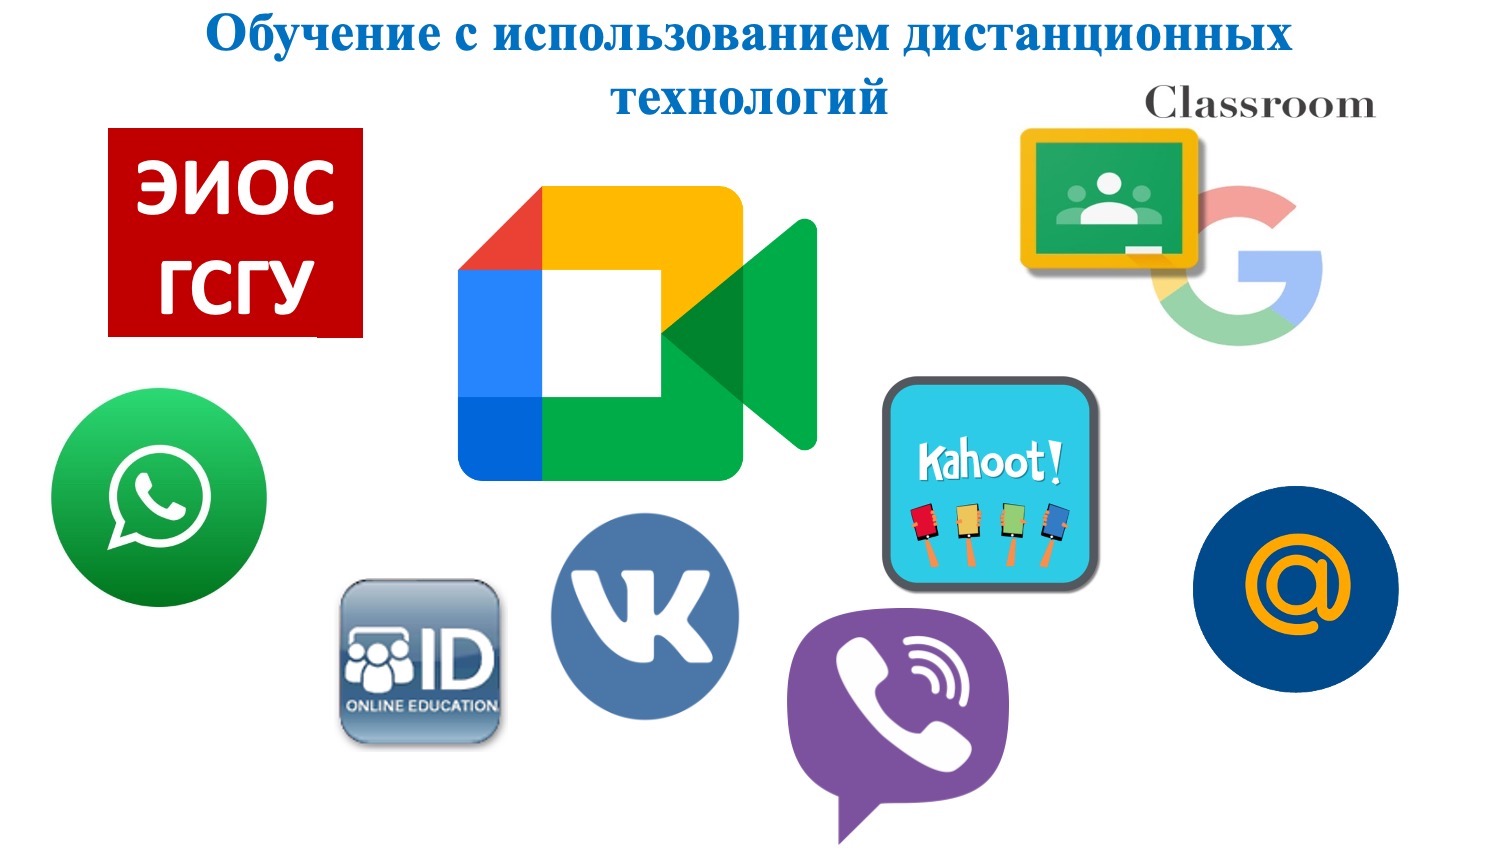 Обучение с использованием дистанционных
технологий
Classroom
ЭИОС
ГСГУ
Kahoot!
ID
ONLINE EDUCATION